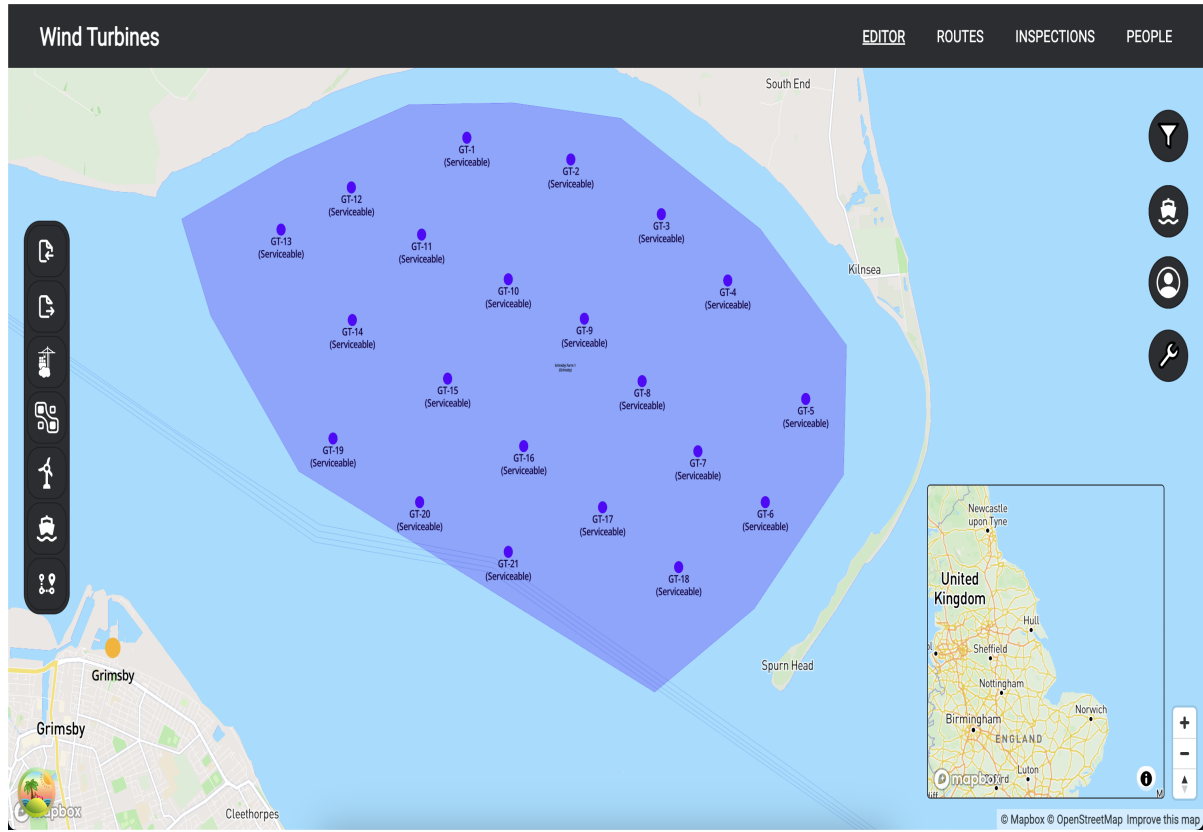 Wind Turbines
EDITOR
ROUTES
INSPECTIONS
PEOPLE
South End
GT-1
(Serviceable)
GT-2
(Serviceable)
GT-12
(Serviceable)
GT-3
(Serviceable)
GT-13
(Serviceable)
GT-11
(Serviceable)
Kilnsea
GT-10
(Serviceable)
GT-4
(Serviceable)
GT-14
(Serviceable)
GT-9
(Serviceable)
GT-15
(Serviceable)
GT-8
(Serviceable)
GT-5
(Serviceable)
GT-19
(Serviceable)
GT-16
(Serviceable)
GT-7
(Serviceable)
GT-20
(Serviceable)
GT-17
(Serviceable)
GT-6
(Serviceable)
GT-21
(Serviceable)
GT-18
(Serviceable)
Spurn Head
Grimsby
Grimsby
Cleethorpes
Newcastle
upon Tyne
United
Kingdom
Hull
Sheffield
Nottingham
Norwich
Birmingham
ENGLAND
Luton
mapbox
© Mapbox © OpenStreetMap Improve this map